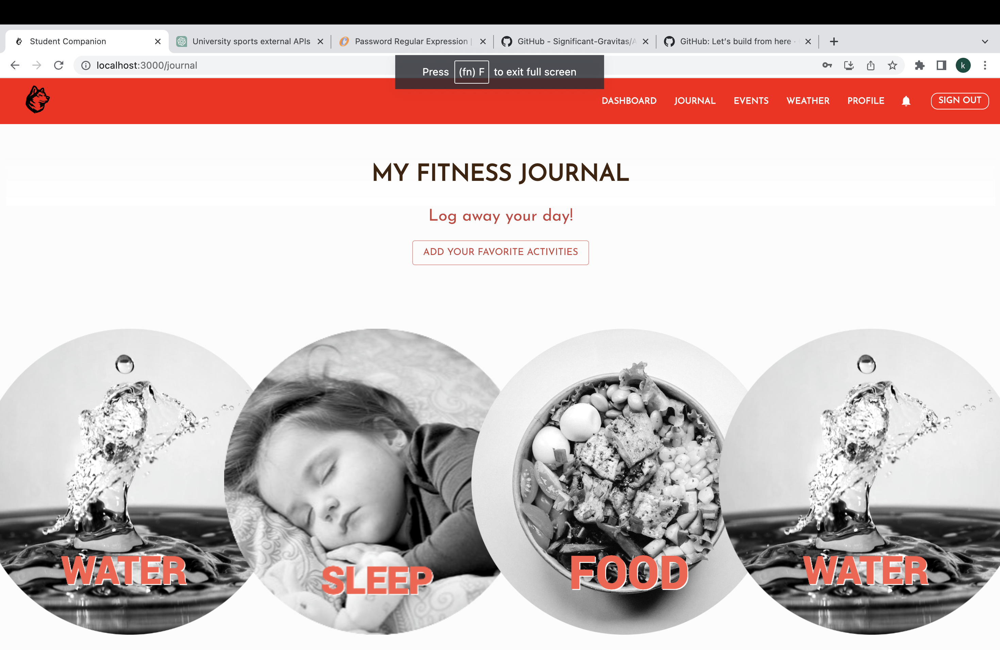 Student Companion
University sports external APIs
Password Regular Expression |
GitHub - Significant-Gravitas/A
GitHub: Let's build from here ·
localhost:3000/journal
k
Press (fn) F to exit full screen
DASHBOARD JOURNAL EVENTS WEATHER PROFILE SIGN OUT
MY FITNESS JOURNAL
Log away your day!
ADD YOUR FAVORITE ACTIVITIES
WATER
SLEEP
FOOD
WATER